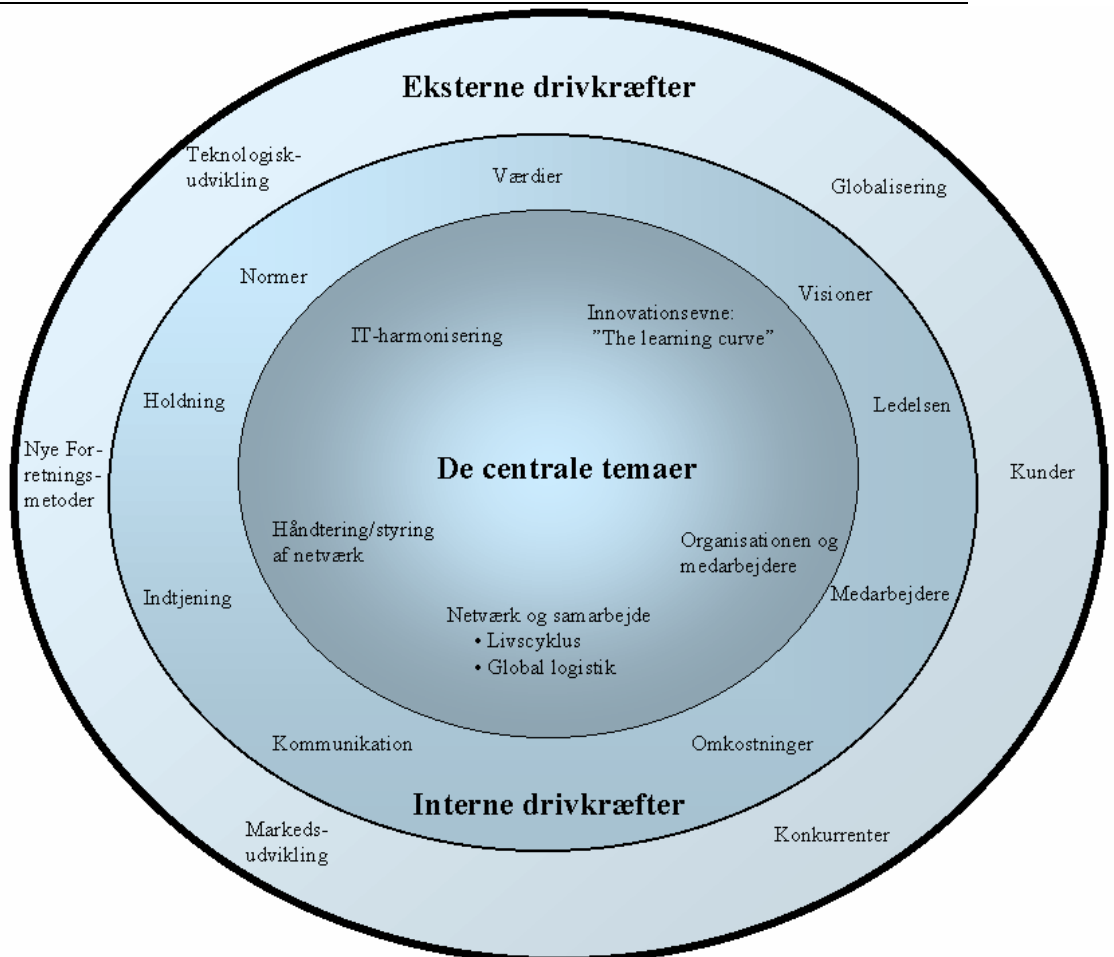 Eksterne drivkræfter
Teknologisk-
udvikling
Værdier
Globalisering
Normer
Visioner
Innovationsevne:
"The learning curve"
IT-harmonisering
Holdning
Ledelsen
Nye For-
retnings-
metoder
De centrale temaer
Kunder
Håndtering/styring
af netværk
Organisationen og
medarbejdere
Indtjening
Medarbejdere
Netværk og samarbejde
• Livscyklus
• Global logistik
Kommunikation
Omkostninger
Interne drivkræfter
Markeds-
udvikling
Konkurrenter